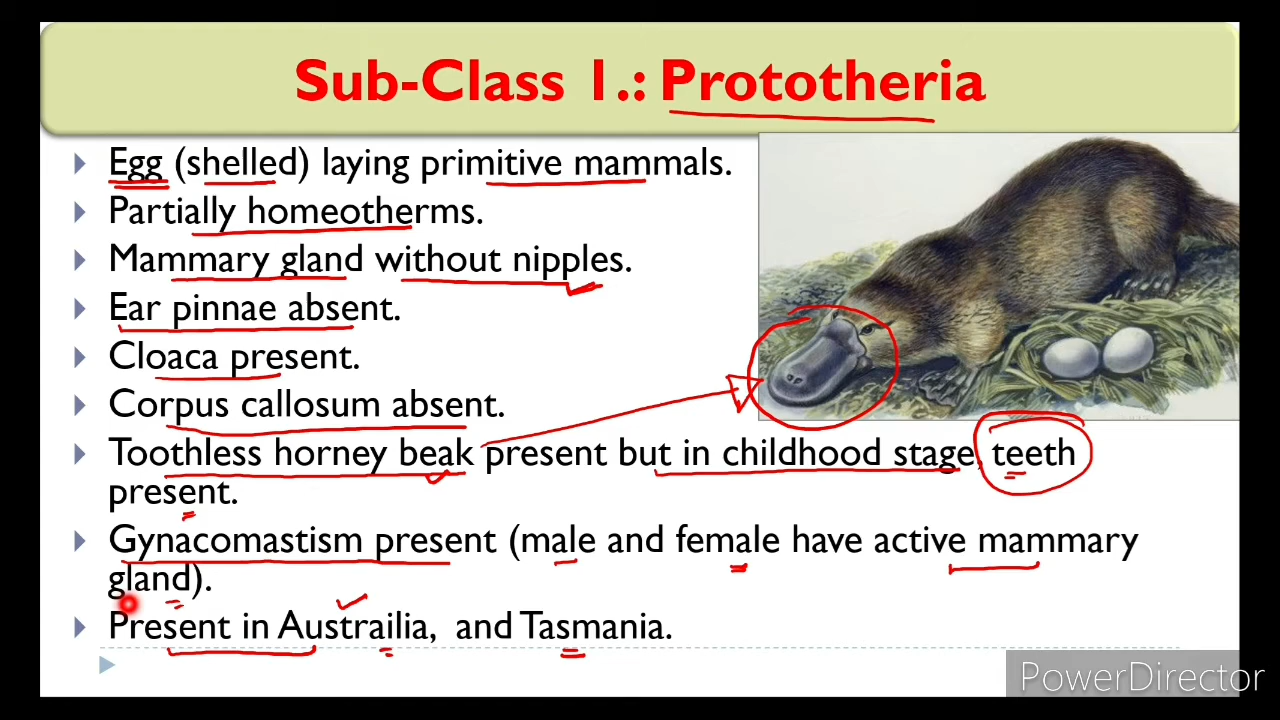 Sub-Class 1.: Prototheria
Egg (shelled) laying primitive mammals.
Partially homeotherms.
Mammary gland without nipples.
Ear pinnae absent.
Cloaca present.
Corpus callosum absent.
Toothless horney beak present but in childhood stage, teeth
present.
Gynacomastism present (male and female have active mammary
gland).
Present in Austrailia, and Tasmania.
PowerDirector